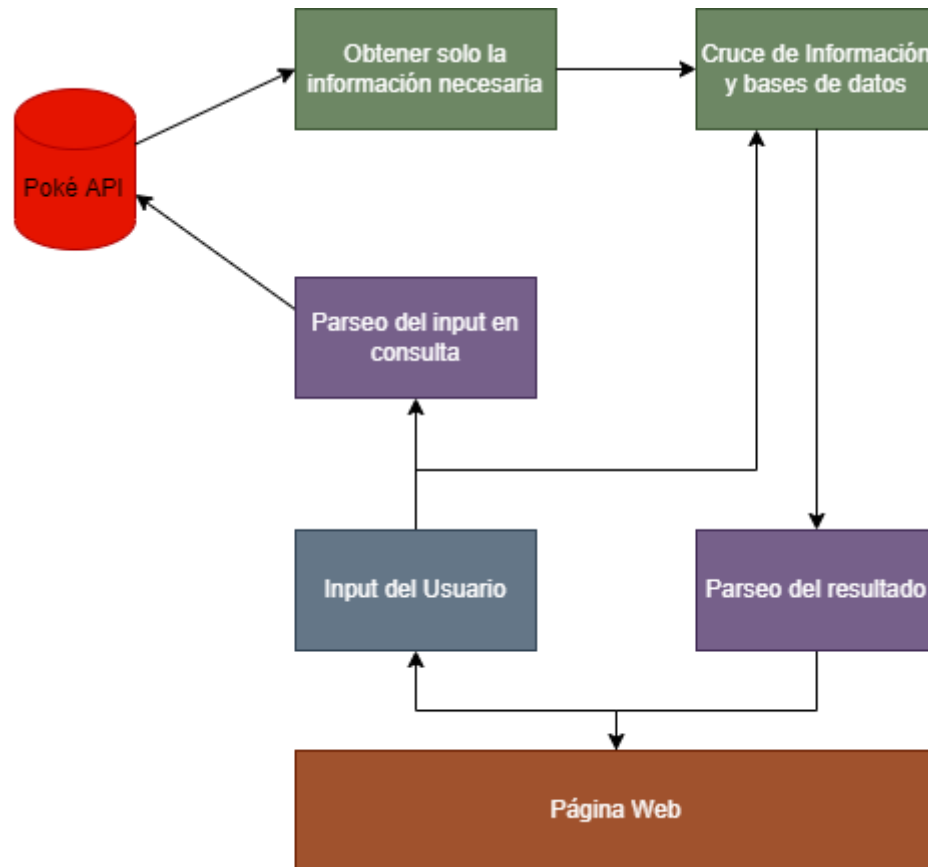 Obtener solo la
información necesaria
Cruce de Información
y bases de datos
Poké API
Parseo del input en
consulta
Input del Usuario
Parseo del resultado
Página Web